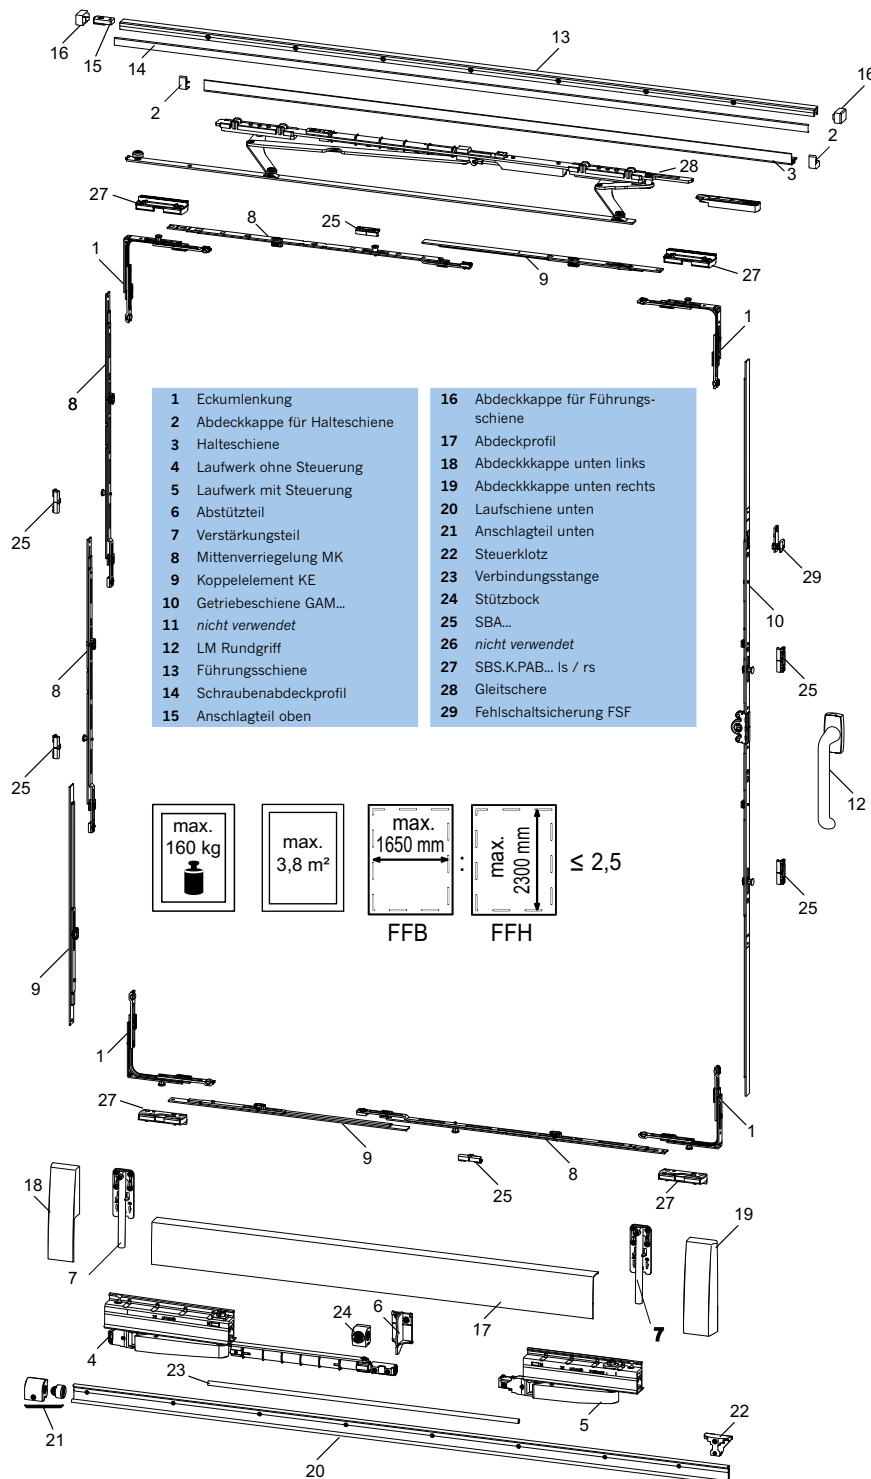 16
15
14
13
16
2
2
3
28
27
8
25
9
27
1
1
8
25
8
25
9
29
10
25
12
25
1 Eckumlenkung
2 Abdeckkappe für Halteschiene
3 Halteschiene
4 Laufwerk ohne Steuerung
5 Laufwerk mit Steuerung
6 Abstützteil
7 Verstärkungsteil
8 Mittenverriegelung MK
9 Koppelelement KE
10 Getriebeschiene GAM...
11 nicht verwendet
12 LM Rundgriff
13 Führungsschiene
14 Schraubenabdeckprofil
15 Anschlagteil oben
16 Abdeckkappe für Führungs-
schiene
17 Abdeckprofil
18 Abdeckkkappe unten links
19 Abdeckkkappe unten rechts
20 Laufschiene unten
21 Anschlagteil unten
22 Steuerklotz
23 Verbindungsstange
24 Stützbock
25 SBA...
26 nicht verwendet
27 SBS.K.PAB... ls / rs
28 Gleitschere
29 Fehlschaltsicherung FSF
max.
160 kg
max.
3,8 m²
max.
1650 mm
FFB
:
max.
2300 mm
FFH
≤ 2,5
1
1
27
9
25
8
27
18
7
17
7
19
4
24
6
23
5
21
20
22